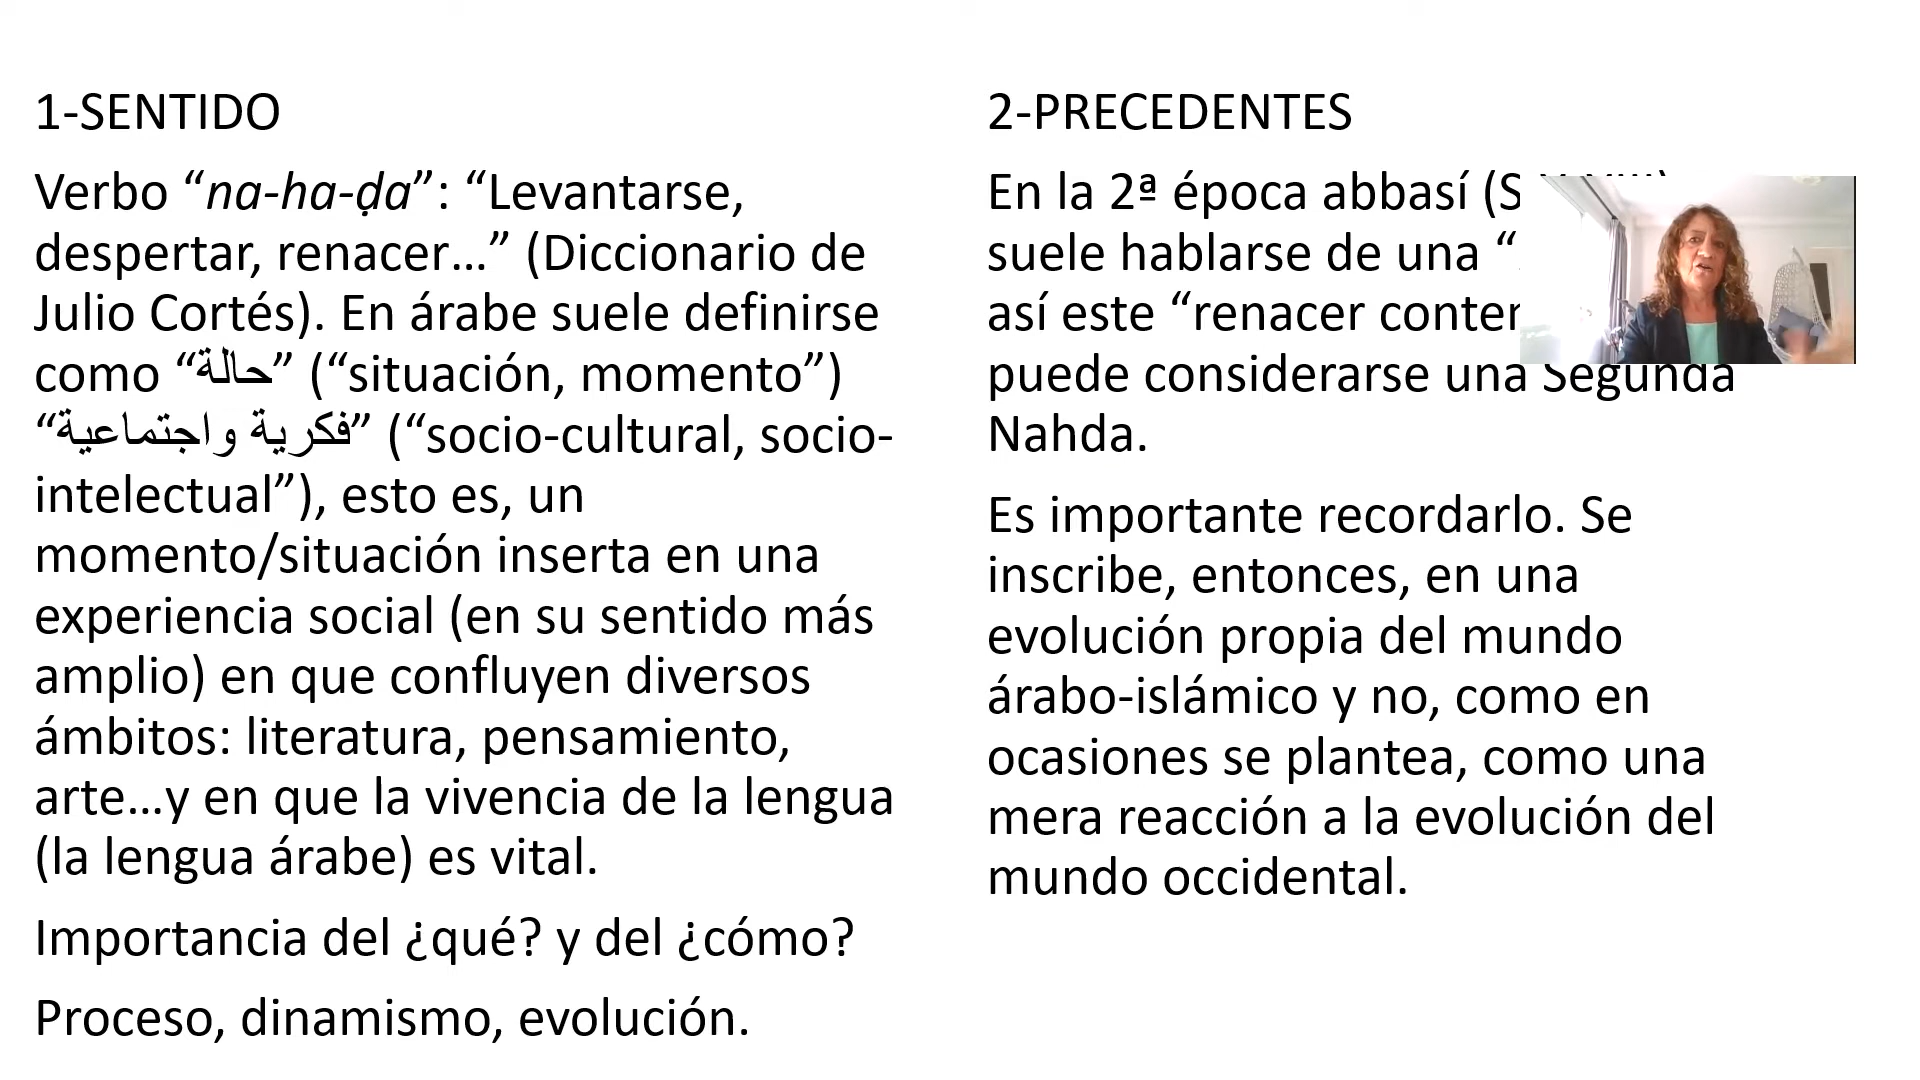 1-SENTIDO
Verbo “na-ha-ḍa”: “Levantarse,
despertar, renacer…” (Diccionario de
Julio Cortés). En árabe suele definirse
como “حالة” (“situación, momento”)
“فكرية واجتماعية” (“socio-cultural, socio-
intelectual”), esto es, un
momento/situación inserta en una
experiencia social (en su sentido más
amplio) en que confluyen diversos
ámbitos: literatura, pensamiento,
arte…y en que la vivencia de la lengua
(la lengua árabe) es vital.
Importancia del ¿qué? y del ¿cómo?
Proceso, dinamismo, evolución.
2-PRECEDENTES
En la 2ª época abbasí
suele hablarse de una “
así este “renacer
puede considerarse una Segunda
Nahda.
Es importante recordarlo. Se
inscribe, entonces, en una
evolución propia del mundo
árabo-islámico y no, como en
ocasiones se plantea, como una
mera reacción a la evolución del
mundo occidental.